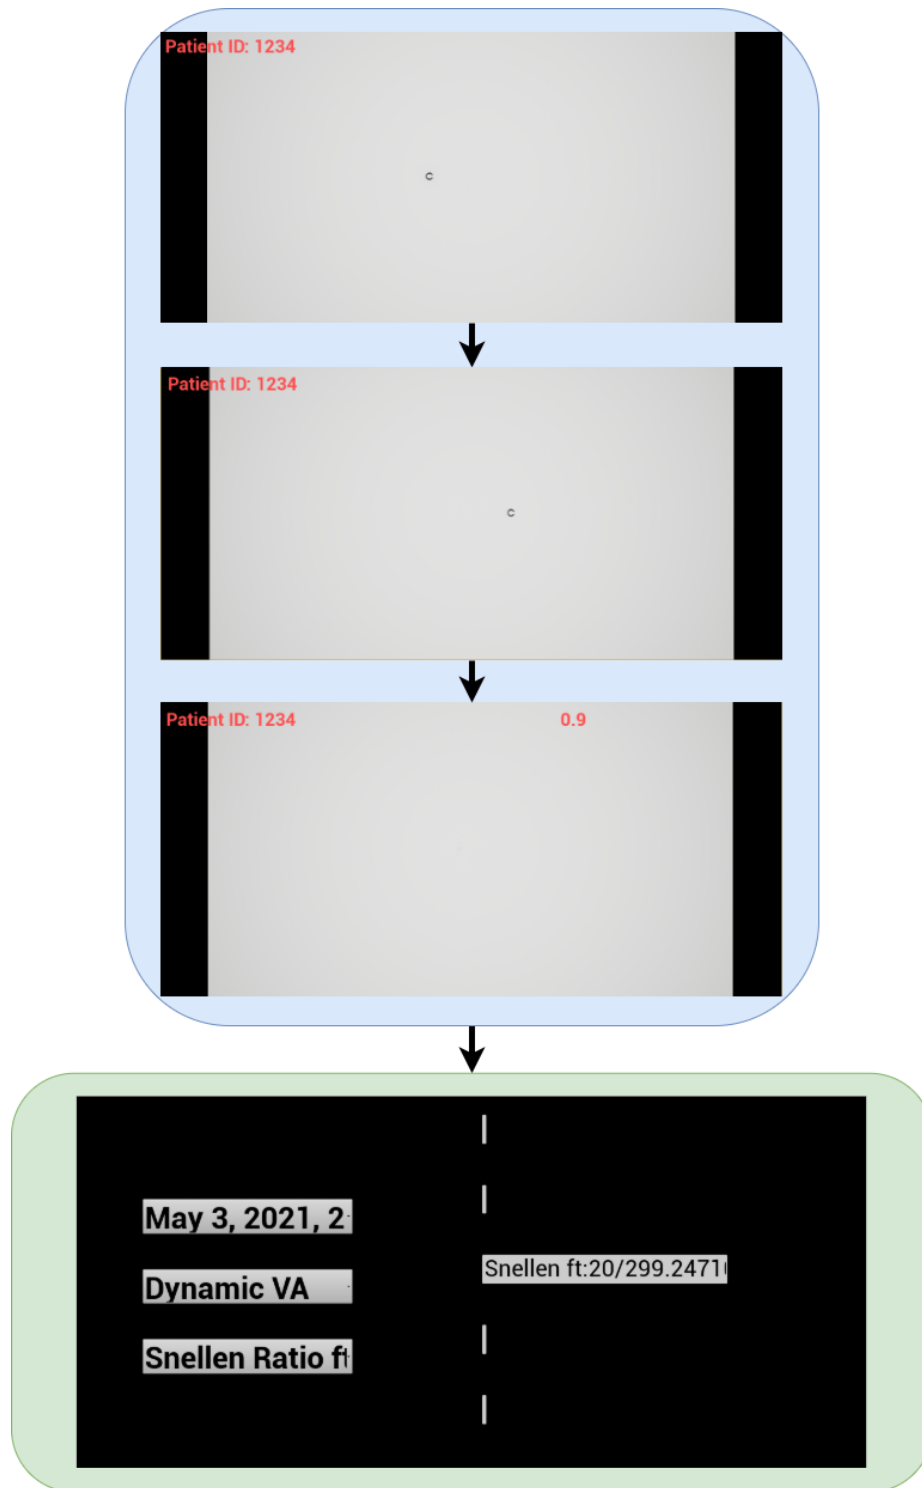 Patient ID: 1234
c
Patient ID: 1234
c
Patient ID: 1234 0.9
May 3, 2021, 2
Dynamic VA
Snellen Ratio f
Snellen ft:20/299.2471